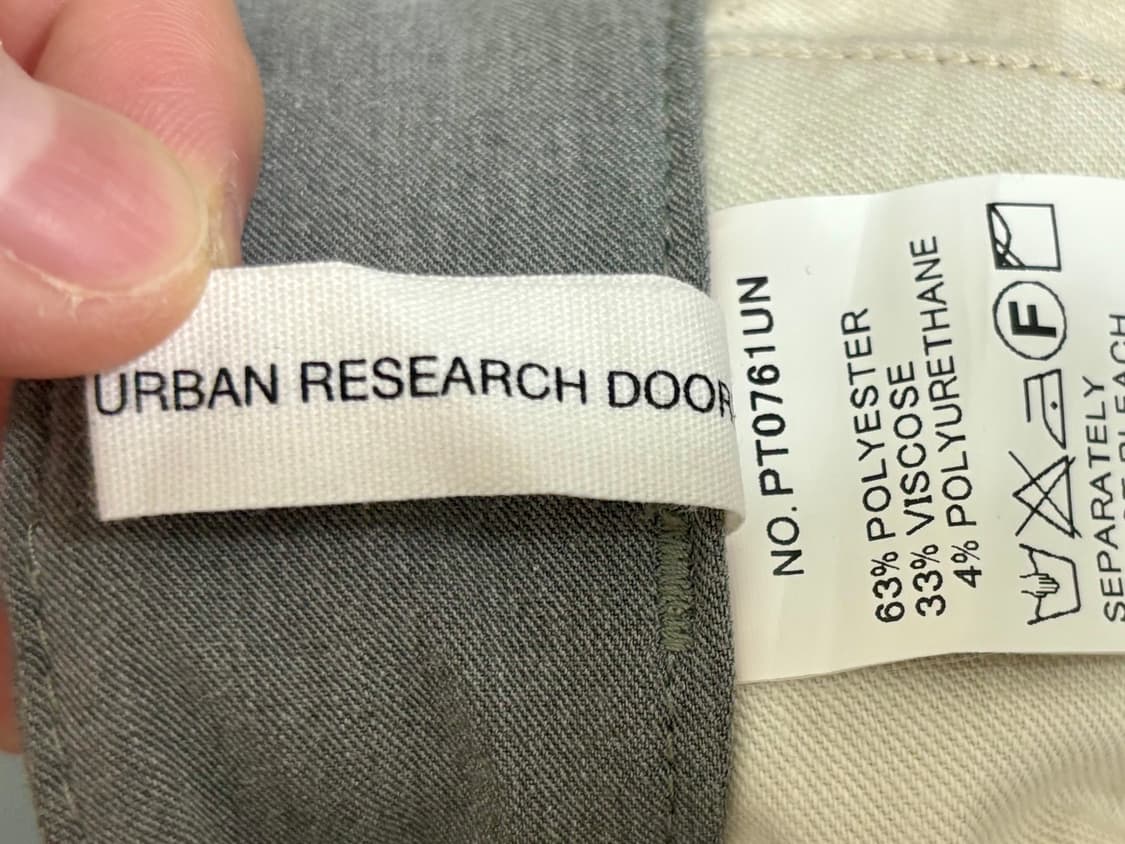 URBAN RESEARCH DOOR
NO. PT0761UN
63% POLYESTER
33% VISCOSE
4% POLYURETHANE
F
SEPARATELY